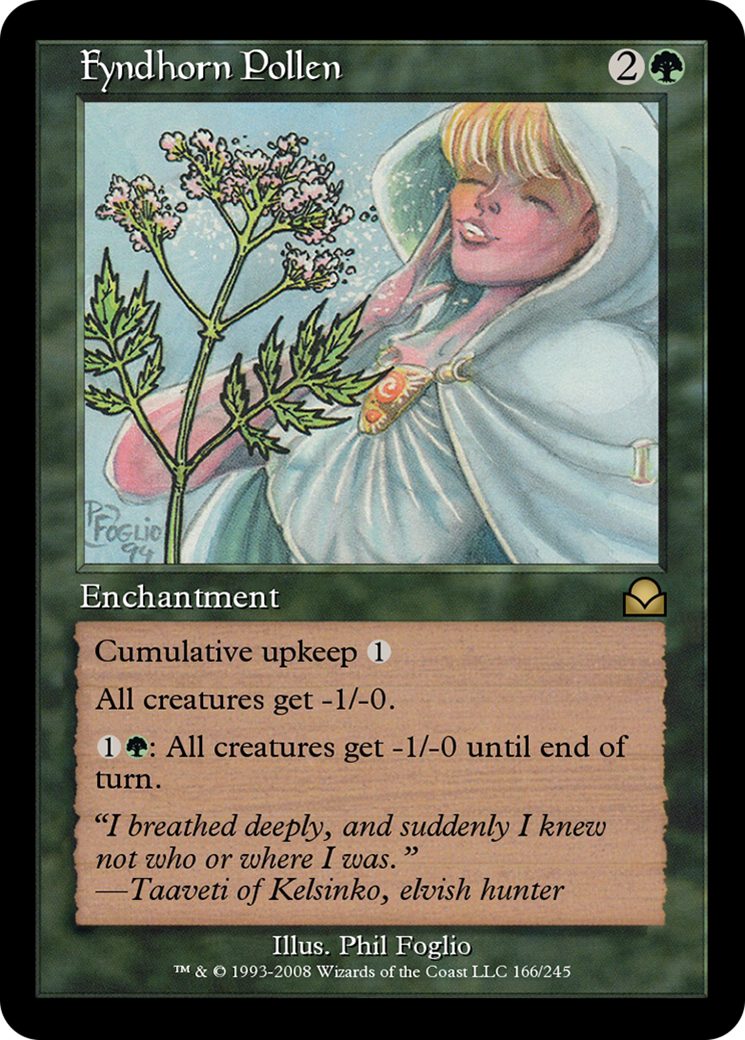 Fyndhorn Pollen 2
P. FOGLIO
94
Enchantment
Cumulative upkeep 1
All creatures get -1/-0.
1 : All creatures get -1/-0 until end of
turn.
“I breathed deeply, and suddenly I knew
not who or where I was.”
—Taaveti of Kelsinko, elvish hunter
Illus. Phil Foglio
™ & © 1993-2008 Wizards of the Coast LLC 166/245